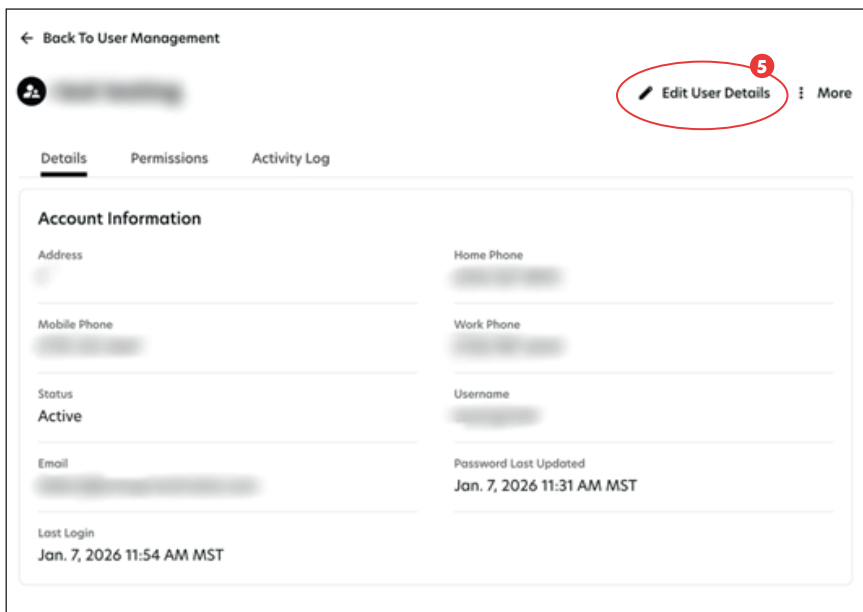 Back To User Management
5
Edit User Details
More
Details Permissions Activity Log
Account Information
Address Home Phone
Mobile Phone Work Phone
Status Username
Active
Email Password Last Updated
Jan. 7, 2026 11:31 AM MST
Last Login
Jan. 7, 2026 11:54 AM MST